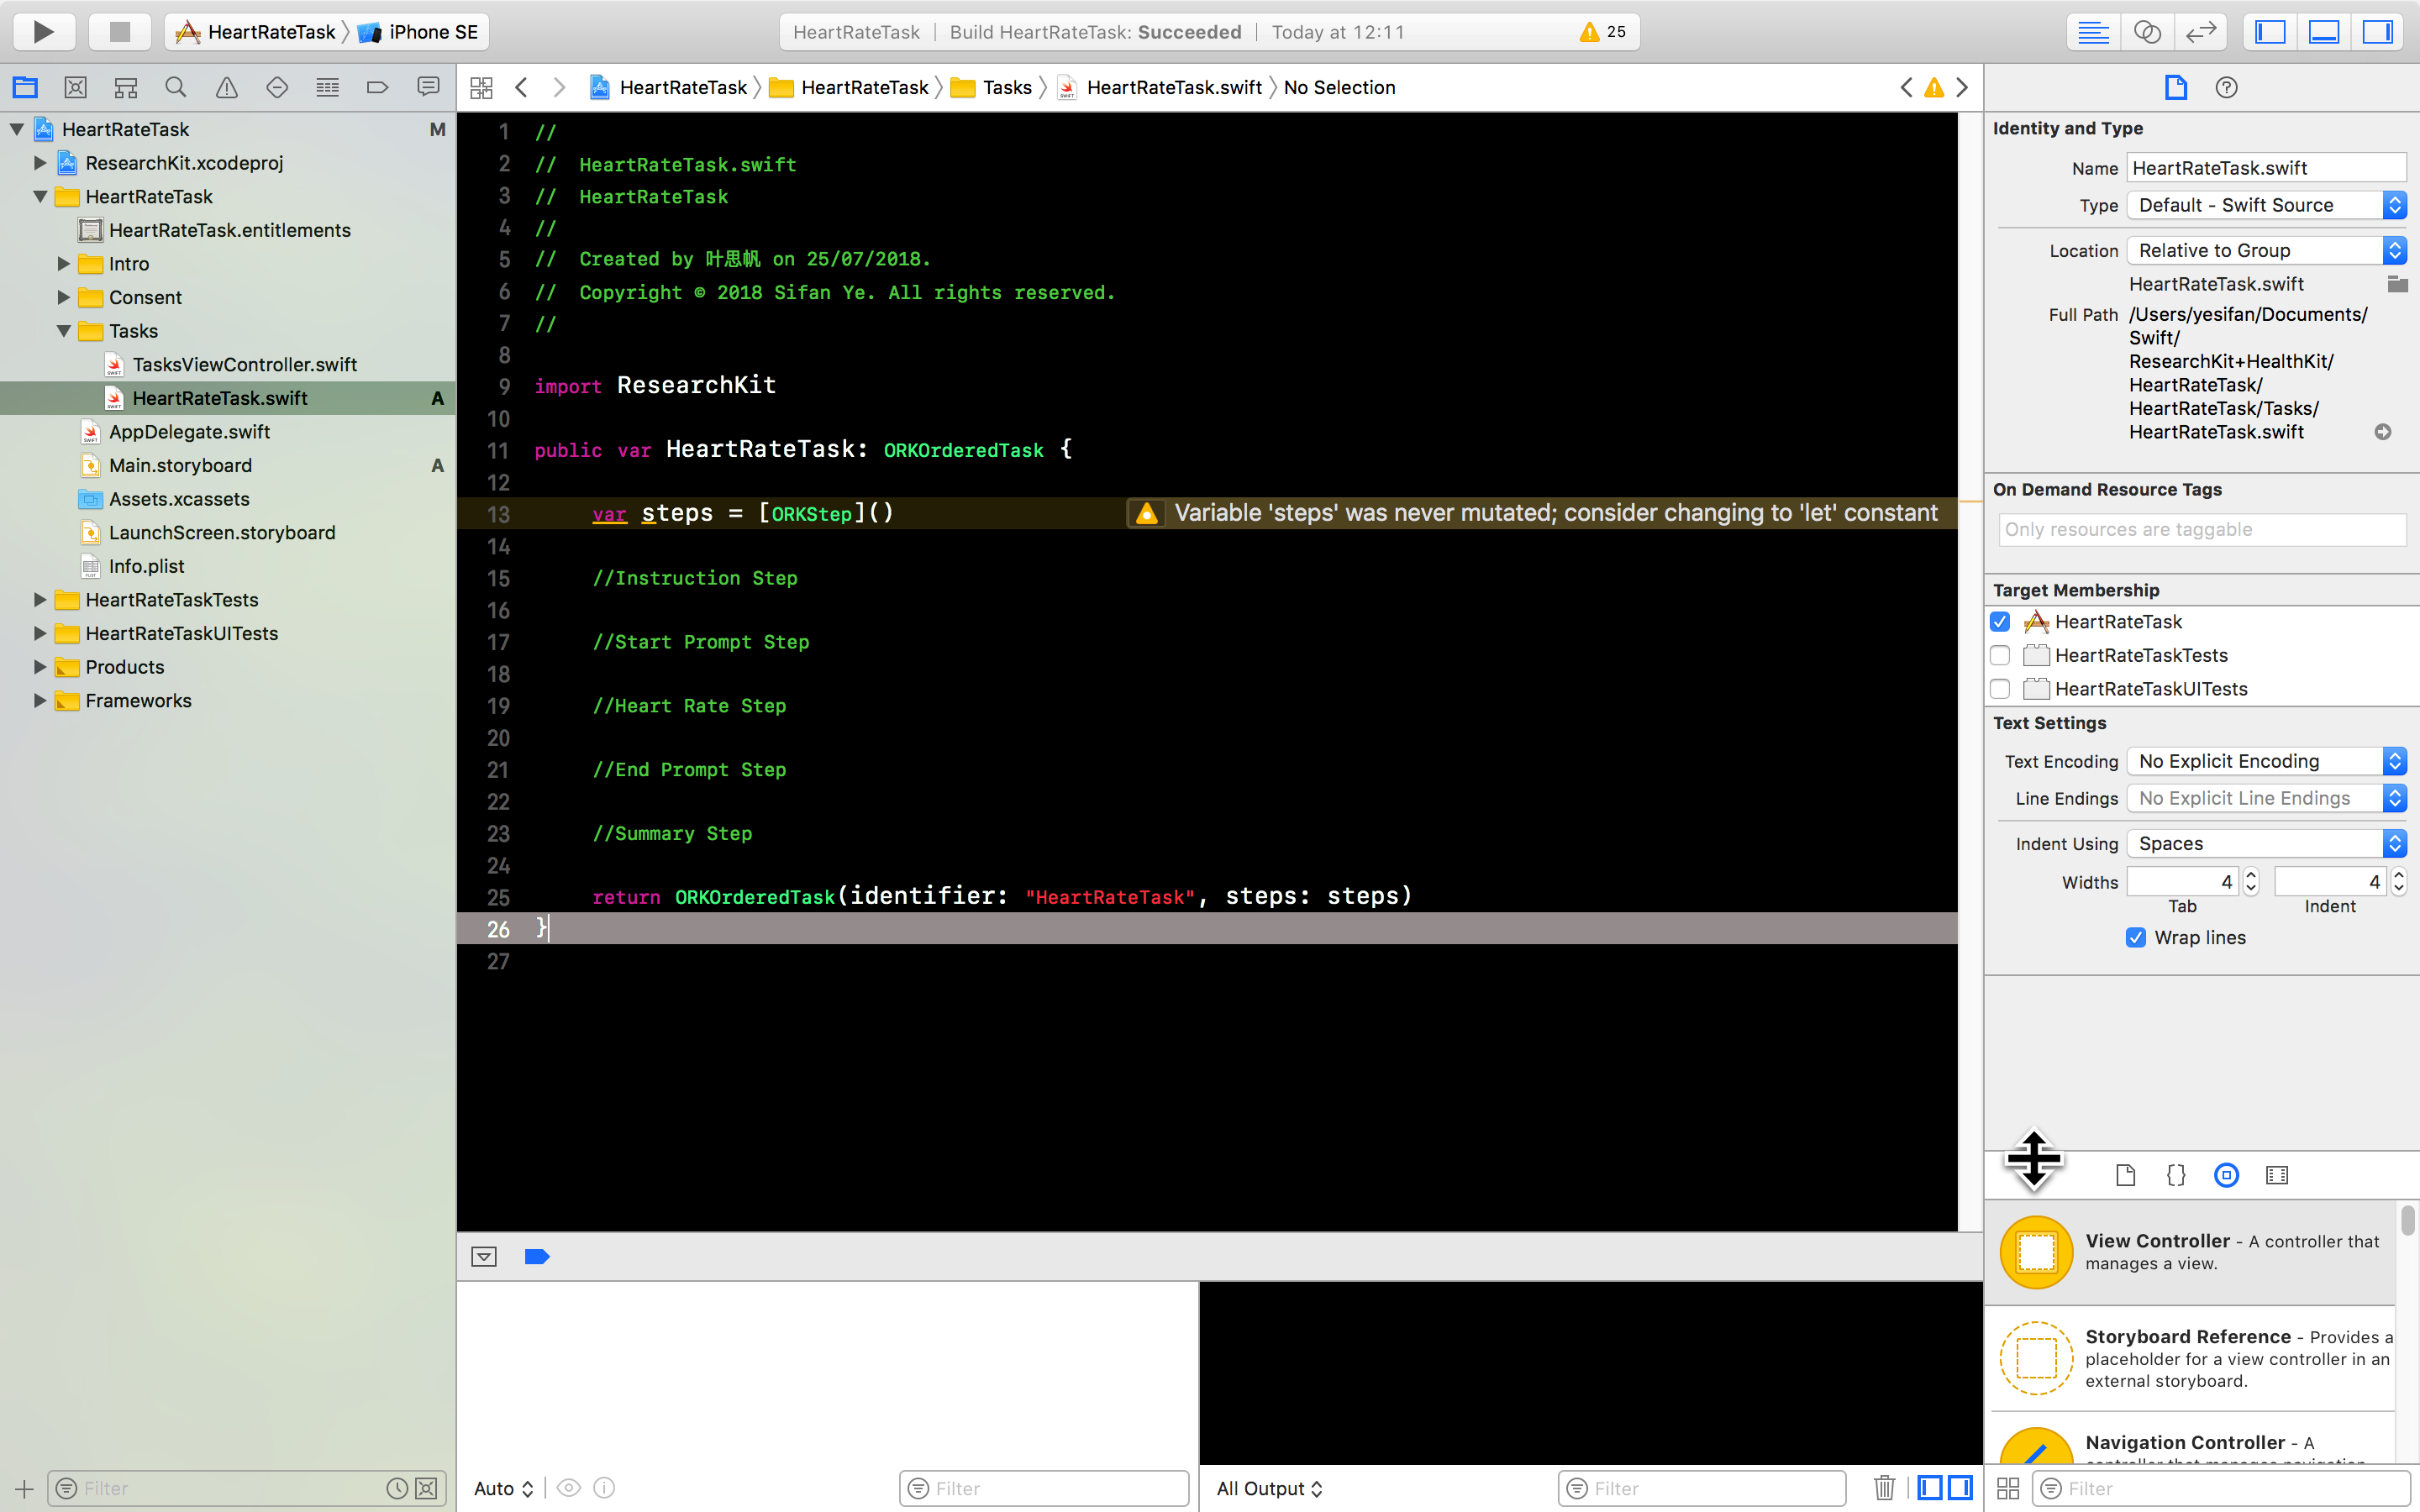 HeartRateTask iPhone SE
HeartRateTask | Build HeartRateTask: Succeeded | Today at 12:11
25
HeartRateTask M
ResearchKit.xcodeproj
HeartRateTask
HeartRateTask.entitlements
Intro
Consent
Tasks
TasksViewController.swift
HeartRateTask.swift A
AppDelegate.swift
Main.storyboard A
Assets.xcassets
LaunchScreen.storyboard
Info.plist
HeartRateTaskTests
HeartRateTaskUITests
Products
Frameworks
Filter
HeartRateTask HeartRateTask Tasks HeartRateTask.swift No Selection
1 //
2 // HeartRateTask.swift
3 // HeartRateTask
4 //
5 // Created by 叶思帆 on 25/07/2018.
6 // Copyright © 2018 Sifan Ye. All rights reserved.
7 //
8
9 import ResearchKit
10
11 public var HeartRateTask: ORKOrderedTask {
12
13 var steps = [ORKStep]() Variable 'steps' was never mutated; consider changing to 'let' constant
14
15 //Instruction Step
16
17 //Start Prompt Step
18
19 //Heart Rate Step
20
21 //End Prompt Step
22
23 //Summary Step
24
25 return ORKOrderedTask(identifier: "HeartRateTask", steps: steps)
26 }
27
Auto
Filter
All Output
Filter
Identity and Type
Name HeartRateTask.swift
Type Default - Swift Source
Location Relative to Group
HeartRateTask.swift
Full Path /Users/yesifan/Documents/
Swift/
ResearchKit+HealthKit/
HeartRateTask/
HeartRateTask/Tasks/
HeartRateTask.swift
On Demand Resource Tags
Only resources are taggable
Target Membership
HeartRateTask
HeartRateTaskTests
HeartRateTaskUITests
Text Settings
Text Encoding No Explicit Encoding
Line Endings No Explicit Line Endings
Indent Using Spaces
Widths 4 4
Tab Indent
Wrap lines
{}
View Controller - A controller that
manages a view.
Storyboard Reference - Provides a
placeholder for a view controller in an
external storyboard.
Navigation Controller - A
controller that manages navigation
Filter